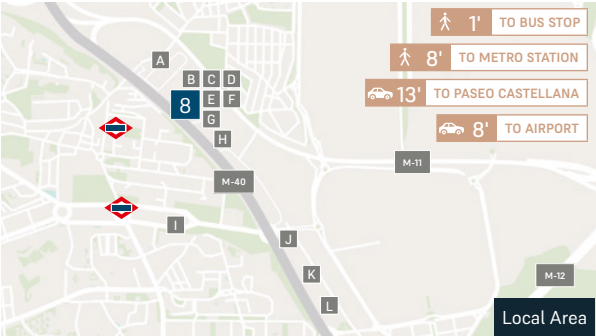 1' TO BUS STOP
8' TO METRO STATION
13' TO PASEO CASTELLANA
8' TO AIRPORT
A
B C D
8 E F
G
H
M-11
M-40
I
J
K
M-12
L
Local Area